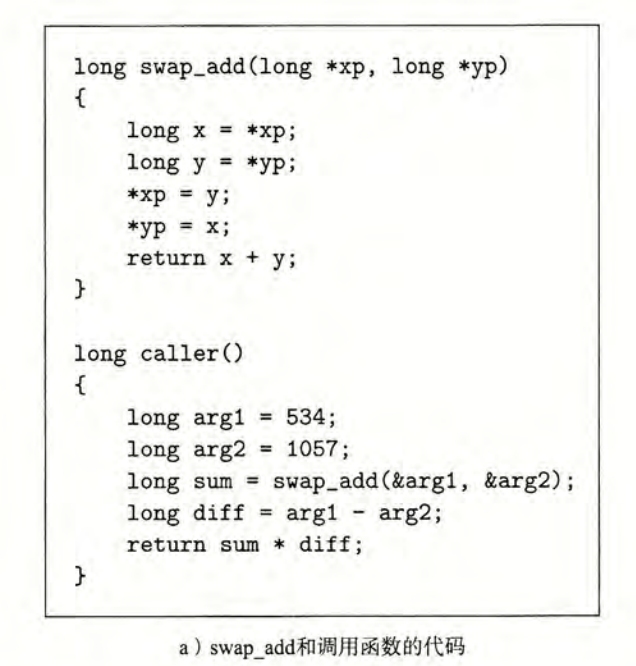 long swap_add(long *xp, long *yp)
{
    long x = *xp;
    long y = *yp;
    *xp = y;
    *yp = x;
    return x + y;
}

long caller()
{
    long arg1 = 534;
    long arg2 = 1057;
    long sum = swap_add(&arg1, &arg2);
    long diff = arg1 - arg2;
    return sum * diff;
}
a）swap_add和调用函数的代码